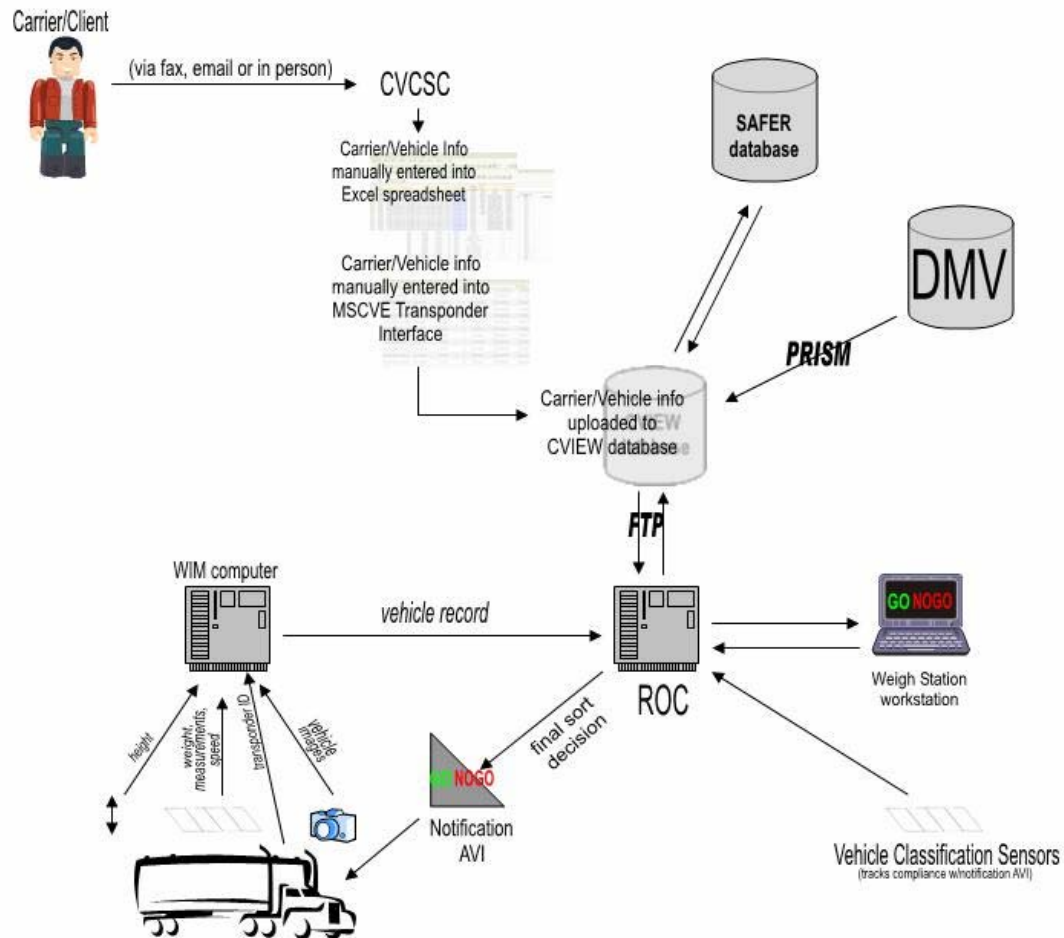 Carrier/Client
(via fax, email or in person)
CVCSC
Carrier/Vehicle Info
manually entered into
Excel spreadsheet
Carrier/Vehicle info
manually entered into
MSCVE Transponder
Interface
SAFER
database
DMV
PRISM
Carrier/Vehicle info
uploaded to
CVIEW database
CVIEW
database
FTP
WIM computer
vehicle record
ROC
GO NOGO
Weigh Station
workstation
height
weight,
measurements,
speed
transponder ID
vehicle
images
final sort
decision
GO NOGO
Notification
AVI
Vehicle Classification Sensors
(tracks compliance w/notification AVI)